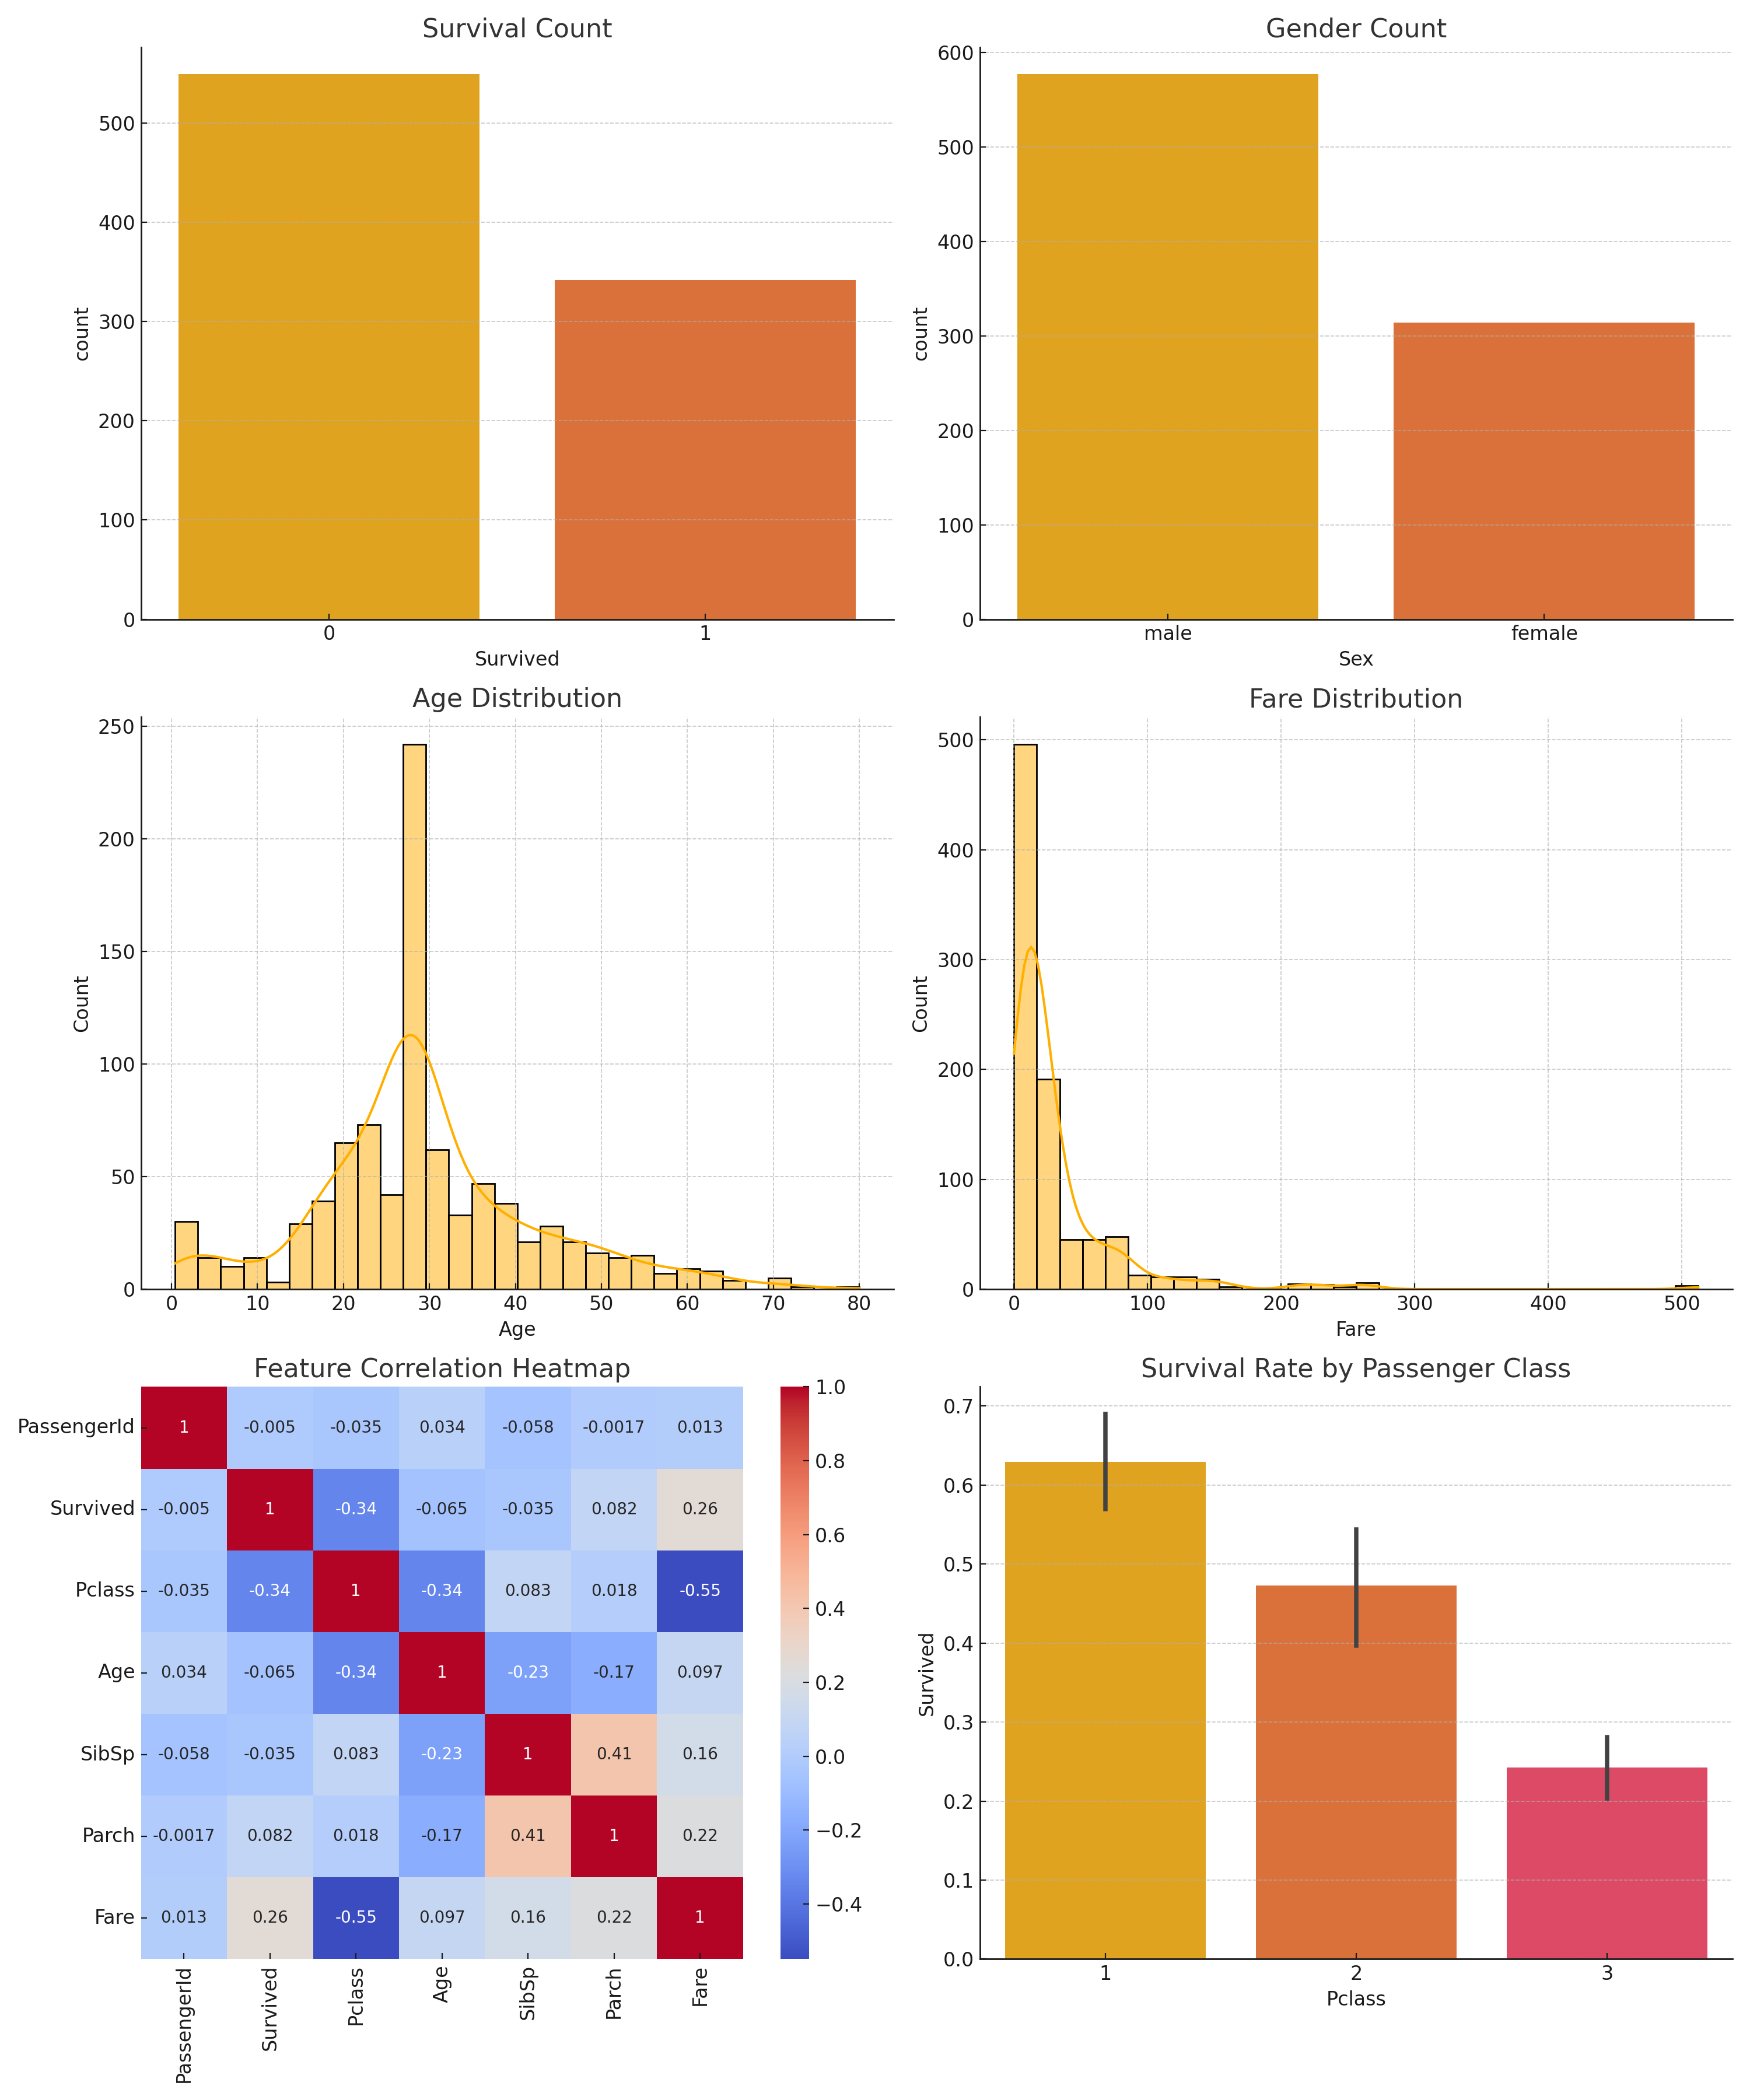 Survival Count
500
400
300
200
100
0
count
0 1
Survived
Gender Count
600
500
400
300
200
100
0
count
male female
Sex
Age Distribution
250
200
150
100
50
0
Count
0 10 20 30 40 50 60 70 80
Age
Fare Distribution
500
400
300
200
100
0
Count
0 100 200 300 400 500
Fare
Feature Correlation Heatmap
PassengerId 1 -0.005 -0.035 0.034 -0.058 -0.0017 0.013
Survived -0.005 1 -0.34 -0.065 -0.035 0.082 0.26
Pclass -0.035 -0.34 1 -0.34 0.083 0.018 -0.55
Age 0.034 -0.065 -0.34 1 -0.23 -0.17 0.097
SibSp -0.058 -0.035 0.083 -0.23 1 0.41 0.16
Parch -0.0017 0.082 0.018 -0.17 0.41 1 0.22
Fare 0.013 0.26 -0.55 0.097 0.16 0.22 1
PassengerId Survived Pclass Age SibSp Parch Fare
1.0
0.8
0.6
0.4
0.2
0.0
−0.2
−0.4
Survival Rate by Passenger Class
0.7
0.6
0.5
0.4
0.3
0.2
0.1
0.0
Survived
1 2 3
Pclass